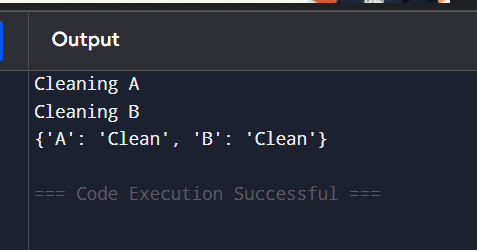 Output
Cleaning A
Cleaning B
{'A': 'Clean', 'B': 'Clean'}
=== Code Execution Successful ===